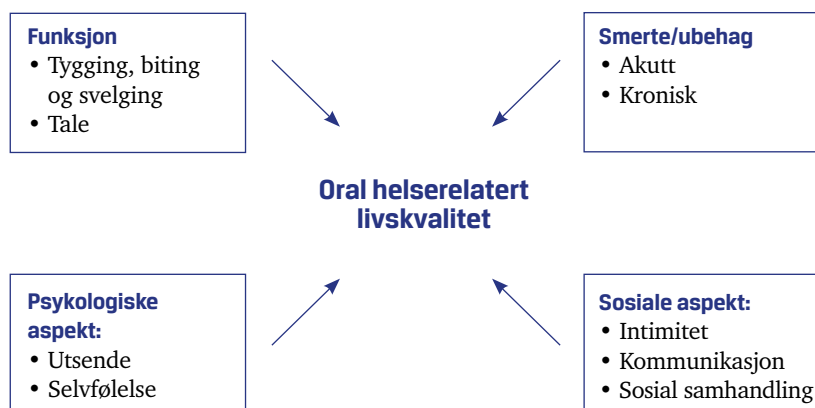 Funksjon
• Tygging, biting
og svelging
• Tale
Smerte/ubehag
• Akutt
• Kronisk
Oral helserelatert
livskvalitet
Psykologiske
aspekt:
• Utsende
• Selvfølelse
Sosiale aspekt:
• Intimitet
• Kommunikasjon
• Sosial samhandling